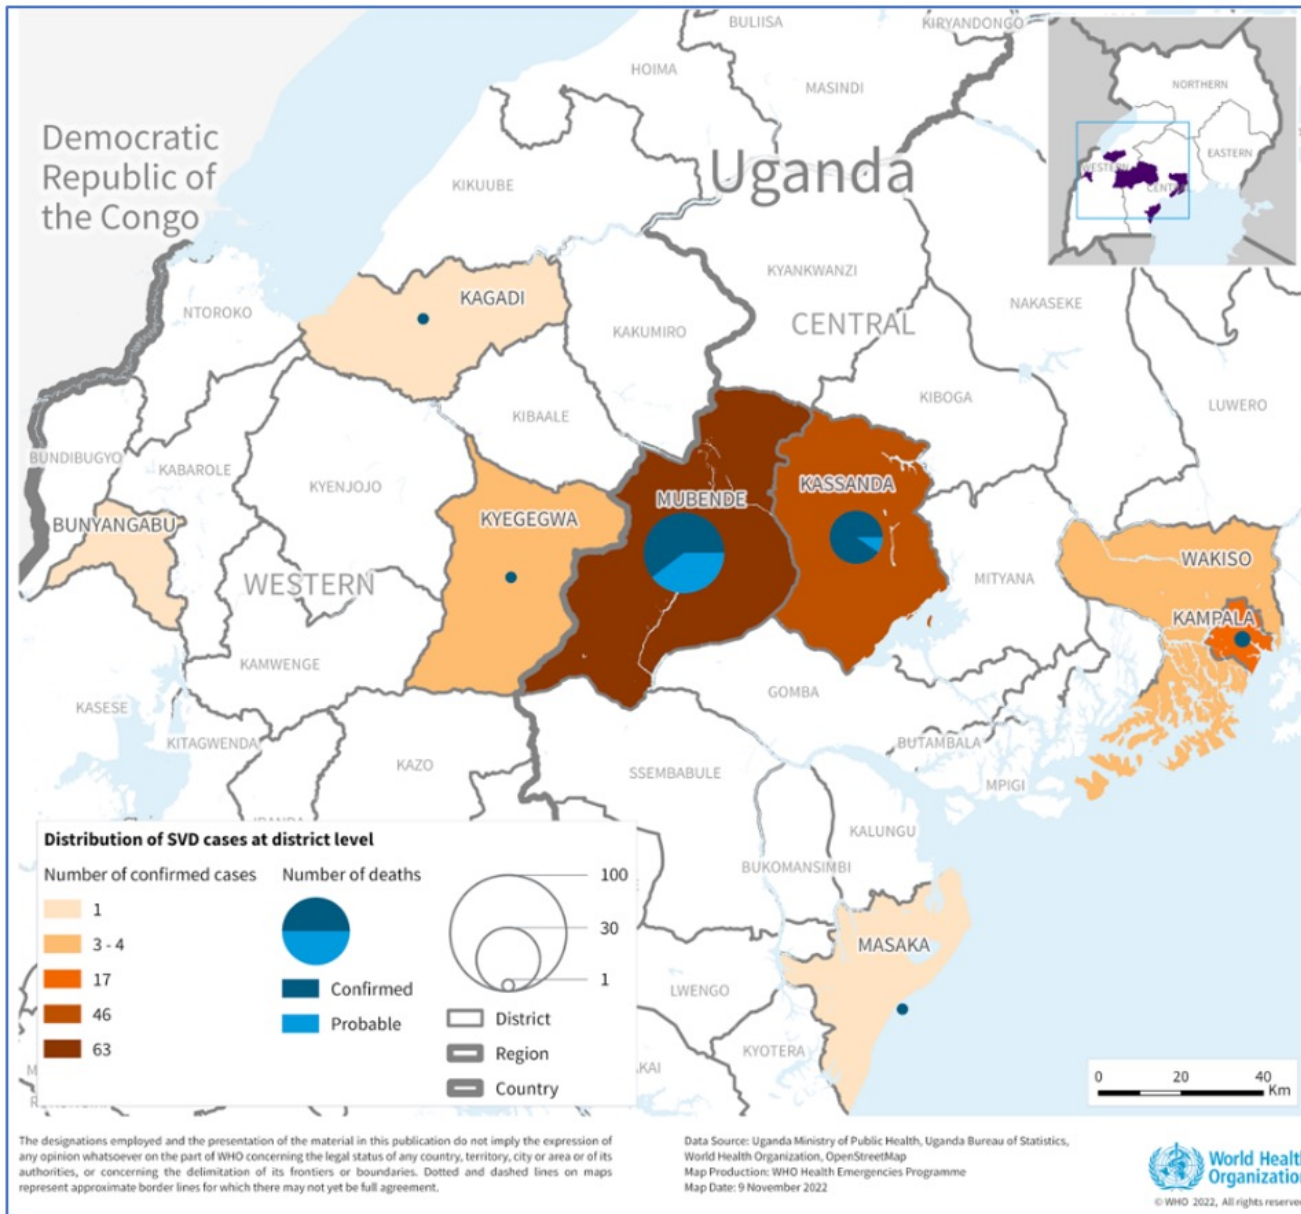 BULIISA
KIRYANDONGO
HOIMA
MASINDI
NORTHERN
EASTERN
WESTERN
CENTRAL
Democratic
Republic of
the Congo
Uganda
KIKUUBE
KYANKWANZI
KAGADI
NTOROKO
NAKASEKE
KAKUMIRO
CENTRAL
KIBAALE
KIBOGA
LUWERO
BUNDIBUGYO
KABAROLE
KYENJOJO
MUBENDE
KASSANDA
BUNYANGABU
KYEGEGWA
WAKISO
WESTERN
MITYANA
KAMPALA
KAMWENGE
GOMBA
KASESE
KITAGWENDA
BUTAMBALA
KAZO
SSEMBABULE
MPIGI
KALUNGU
BUKOMANSIMBI
MASAKA
LWENGO
KYOTERA
KAI
Distribution of SVD cases at district level
Number of confirmed cases
1
3 - 4
17
46
63
Number of deaths
Confirmed
Probable
100
30
1
District
Region
Country
0 20 40
Km
The designations employed and the presentation of the material in this publication do not imply the expression of
any opinion whatsoever on the part of WHO concerning the legal status of any country, territory, city or area or of its
authorities, or concerning the delimitation of its frontiers or boundaries. Dotted and dashed lines on maps
represent approximate border lines for which there may not yet be full agreement.
Data Source: Uganda Ministry of Public Health, Uganda Bureau of Statistics,
World Health Organization, OpenStreetMap
Map Production: WHO Health Emergencies Programme
Map Date: 9 November 2022
World Health
Organization
© WHO 2022, All rights reserved